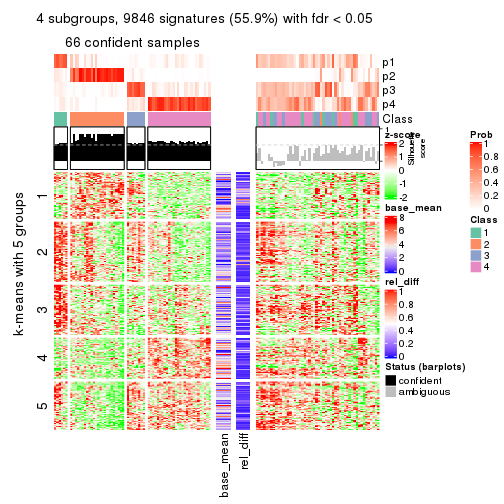 4 subgroups, 9846 signatures (55.9%) with fdr < 0.05
66 confident samples
p1
p2
p3
p4
Class
1
Silhouette score
k-means with 5 groups
1
2
3
4
5
base_mean
rel_diff
z-score
2
1
0
-1
-2
base_mean
8
6
4
2
0
rel_diff
1
0.8
0.6
0.4
0.2
0
Status (barplots)
confident
ambiguous
Prob
1
0.8
0.6
0.4
0.2
0
Class
1
2
3
4